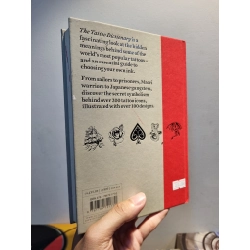 The Tattoo Dictionary is a
fascinating look at the hidden
meanings behind some of the
world's most popular tattoos –
and an essential guide to
choosing your own ink.
From sailors to prisoners, Maori
warriors to Japanese gangsters,
discover the secret symbolism
behind over 200 tattoo icons,
illustrated with over 100 designs